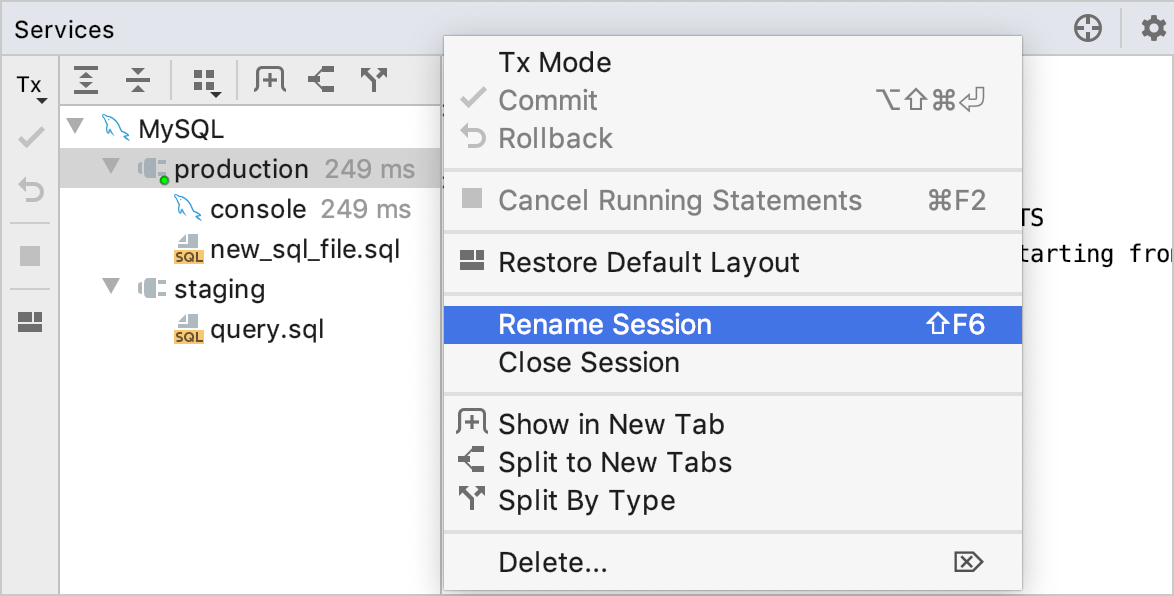 Services
Tx
MySQL
production 249 ms
console 249 ms
new_sql_file.sql
SQL
staging
query.sql
SQL
Tx Mode
Commit ⌥⇧⌘⏎
Rollback
Cancel Running Statements ⌘F2
Restore Default Layout
Rename Session ⇧F6
Close Session
Show in New Tab
Split to New Tabs
Split By Type
Delete... ⌦
TS
tarting fro